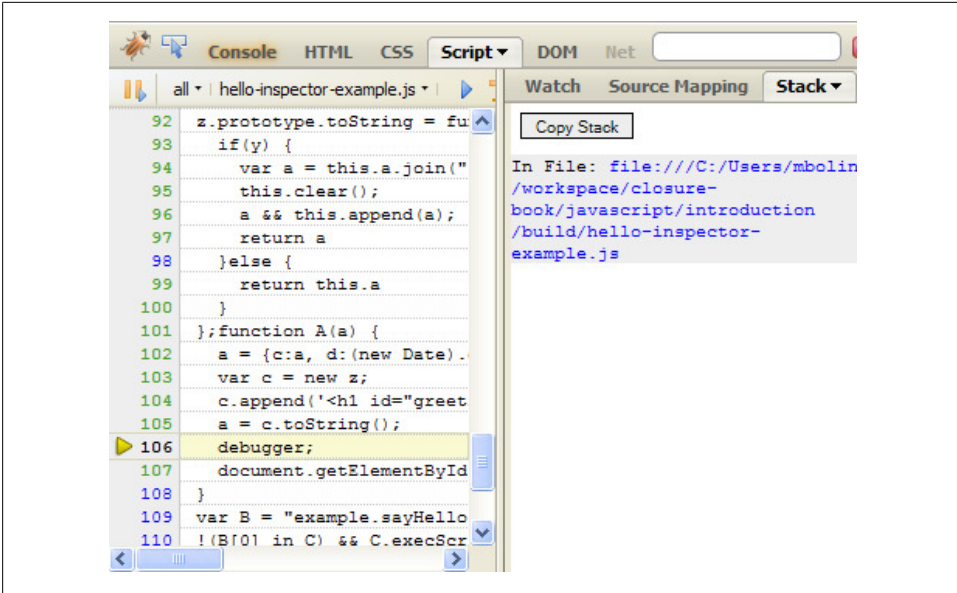 Console HTML CSS Script DOM Net
all hello-inspector-example.js
Watch Source Mapping Stack
92 z.prototype.toString = fu
93 if(y) {
94 var a = this.a.join("
95 this.clear();
96 a && this.append(a);
97 return a
98 }else {
99 return this.a
100 }
101 };function A(a) {
102 a = {c:a, d:(new Date).
103 var c = new z;
104 c.append('<h1 id="greet
105 a = c.toString();
106 debugger;
107 document.getElementById
108 }
109 var B = "example.sayHello
110 !(B[0] in C) && C.execScr
Copy Stack
In File: file:///C:/Users/mbolin
/workspace/closure-
book/javascript/introduction
/build/hello-inspector-
example.js